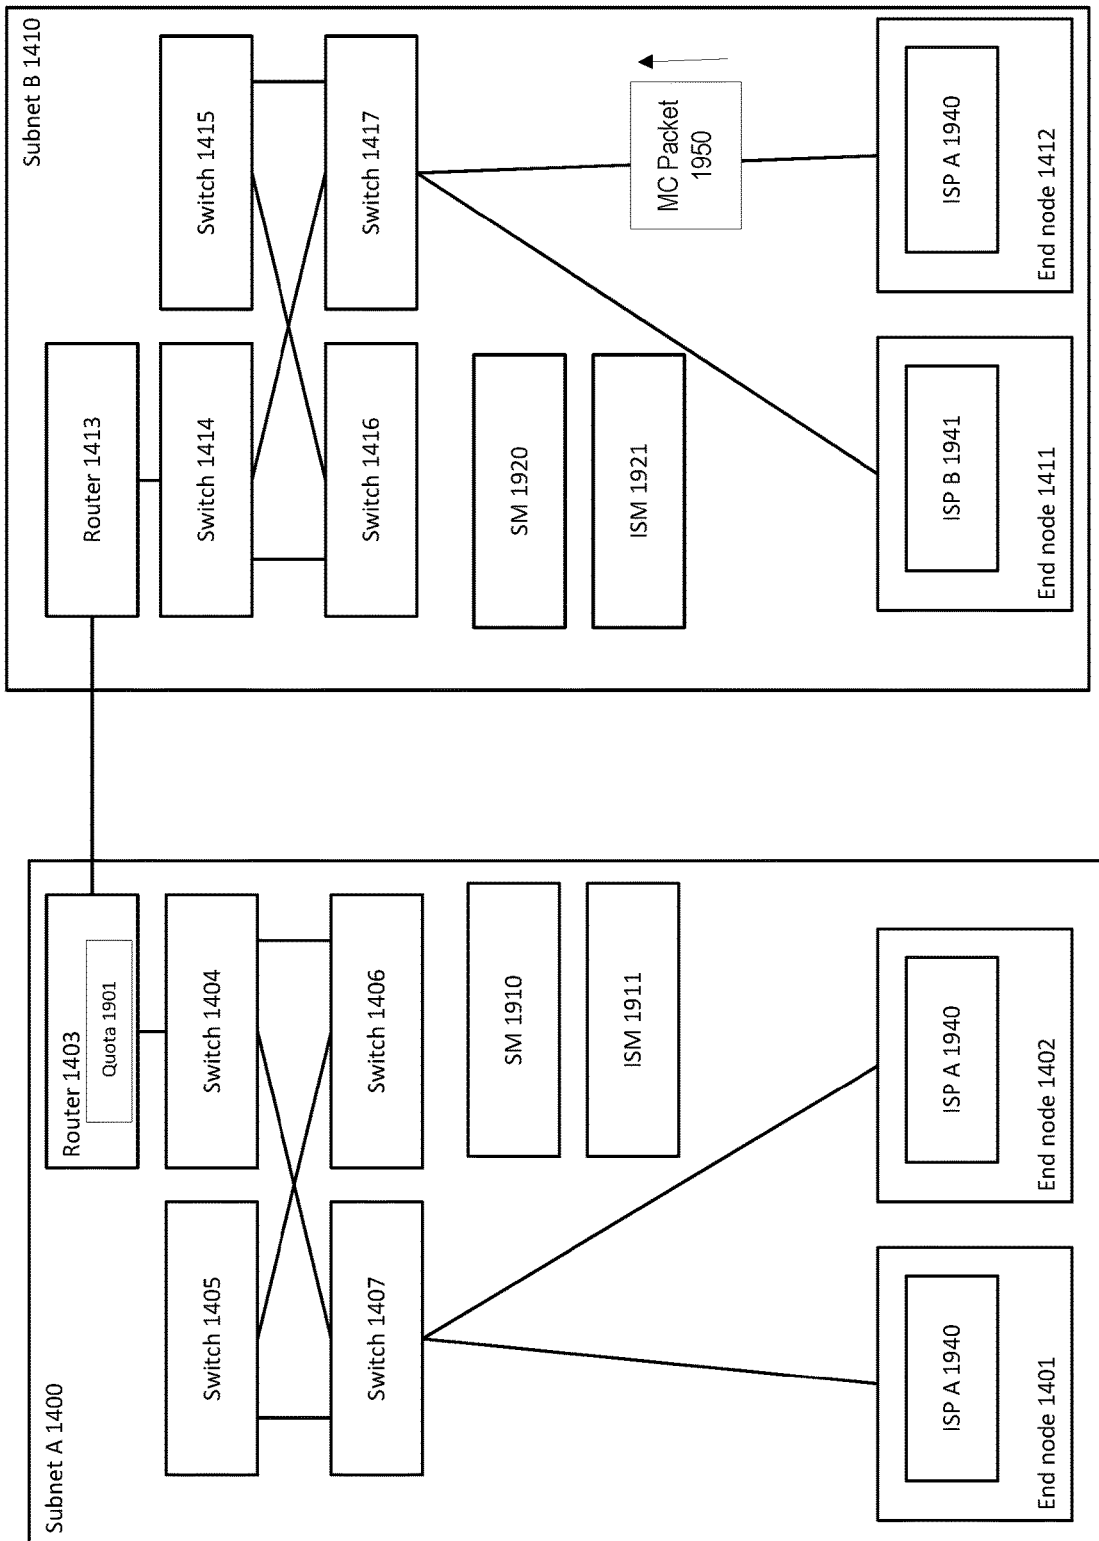 Subnet A 1400
Router 1403
Quota 1901
Switch 1405
Switch 1404
Switch 1407
Switch 1406
SM 1910
ISM 1911
ISP A 1940
End node 1401
ISP A 1940
End node 1402
Subnet B 1410
Router 1413
Switch 1414
Switch 1415
Switch 1416
Switch 1417
SM 1920
ISM 1921
MC Packet
1950
ISP B 1941
End node 1411
ISP A 1940
End node 1412